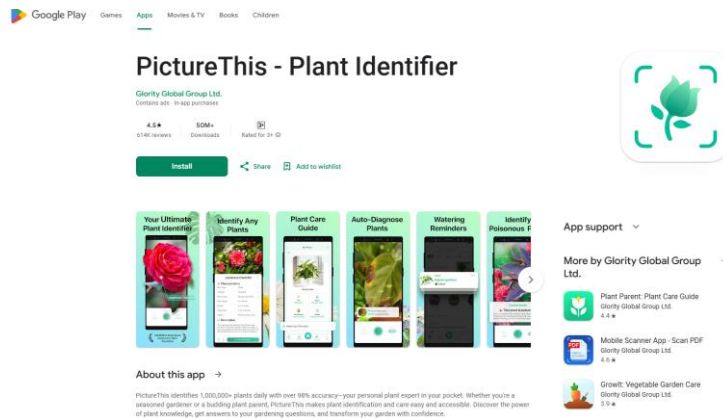 Google Play Games Apps Movies & TV Books Children
PictureThis - Plant Identifier
Glority Global Group Ltd.
Contains ads · In-app purchases
4.5★
614K reviews
50M+
Downloads
3+
Rated for 3+
Install
Share
Add to wishlist
Your Ultimate
Plant Identifier
Identify Any
Plants
Plant Care
Guide
Auto-Diagnose
Plants
Watering
Reminders
Identify
Poisonous P
App support
More by Glority Global Group
Ltd.
Plant Parent: Plant Care Guide
Glority Global Group Ltd.
4.4★
PDF
Mobile Scanner App - Scan PDF
Glority Global Group Ltd.
4.6★
GrowIt: Vegetable Garden Care
Glority Global Group Ltd.
3.9★
About this app →
PictureThis identifies 1,000,000+ plants daily with over 98% accuracy—your personal plant expert in your pocket. Whether you're a
seasoned gardener or a budding plant parent, PictureThis makes plant identification and care easy and accessible. Discover the power
of plant knowledge, get answers to your gardening questions, and transform your garden with confidence.